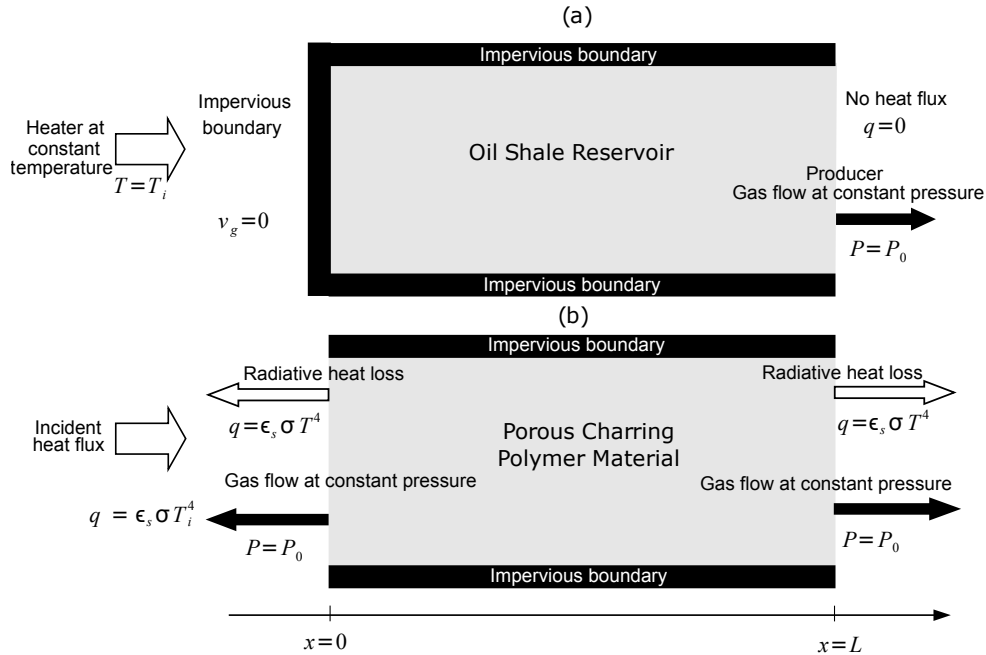 (a)
Impervious boundary
Impervious
boundary
No heat flux
q=0
Heater at
constant
temperature
T=T_i
Oil Shale Reservoir
Producer
Gas flow at constant pressure
v_g=0
P=P_0
Impervious boundary
(b)
Impervious boundary
Radiative heat loss
Radiative heat loss
q=ϵ_s σ T^4
q=ϵ_s σ T^4
Incident
heat flux
Porous Charring
Polymer Material
Gas flow at constant pressure
Gas flow at constant pressure
q = ϵ_s σ T_i^4
P=P_0
P=P_0
Impervious boundary
x=0
x=L